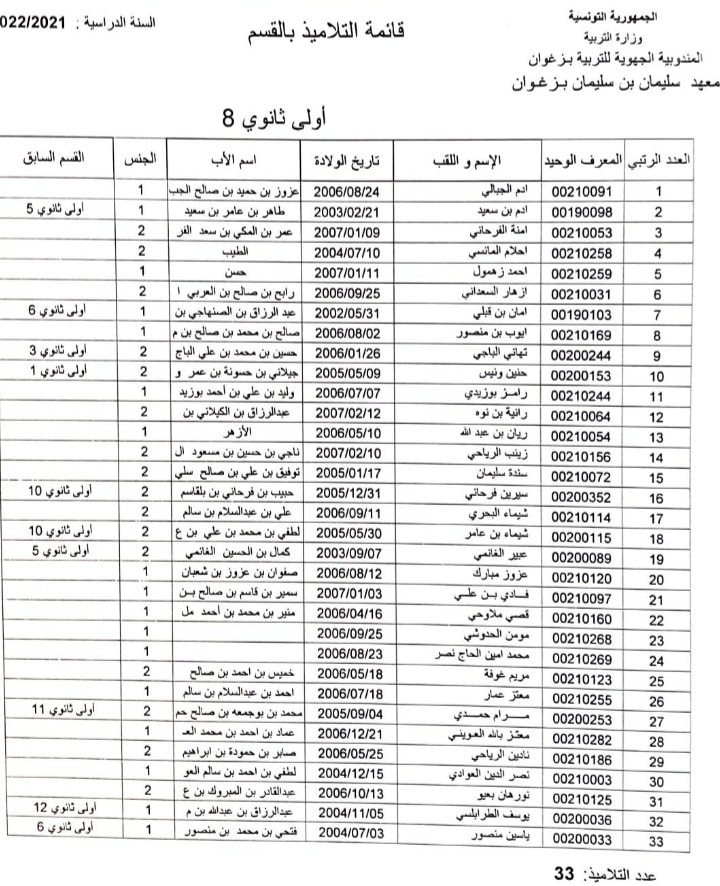 الجمهورية التونسية
وزارة التربية
المندوبية الجهوية للتربية بـزغوان
معهد سليمان بن سليمان بـزغوان
قائمة التلاميذ بالقسم
السنة الدراسية : 022/2021
أولى ثانوي 8
العدد الرتبي المعرف الوحيد الإسم و اللقب تاريخ الولادة اسم الأب الجنس القسم السابق
1 00210091 ادم الجبالي 2006/08/24 عزوز بن حميد بن صالح الجب 1
2 00190098 ادم بن سعيد 2003/02/21 طاهر بن عامر بن سعيد 1 أولى ثانوي 5
3 00210053 امنة الفرحاني 2007/01/09 عمر بن المكي بن سعد الفر 2
4 00210258 احلام الماتسي 2004/07/10 الطيب 2
5 00210259 احمد زهمول 2007/01/11 حسن 1
6 00210031 ازهار السعداني 2006/09/25 رابح بن صالح بن العربي ا 2
7 00190103 امان بن قبلي 2002/05/31 عبد الرزاق بن الصنهاجي بن 1 أولى ثانوي 6
8 00210169 ايوب بن منصور 2006/08/02 صالح بن محمد بن صالح بن م 1
9 00200244 تهاني الباجي 2006/01/26 حسين بن محمد بن علي الباج 2 أولى ثانوي 3
10 00200153 حنين ونيس 2005/05/09 جيلاني بن حسونة بن عمر و 2 أولى ثانوي 1
11 00210244 رامـز بوزيدي 2006/07/07 وليد بن علي بن أحمد بوزيد 1
12 00210064 رانية بن نوه 2007/02/12 عبدالرزاق بن الكيلاني بن 2
13 00210054 ريان بن عبد الله 2006/05/10 الأزهر 1
14 00210156 زينب الرياحي 2007/02/10 ناجي بن حسين بن مسعود ال 2
15 00210072 سندة سليمان 2005/01/17 توفيق بن علي بن صالح سلي 2
16 00200352 سيرين فرحاني 2005/12/31 حبيب بن فرحاني بن بلقاسم 2 أولى ثانوي 10
17 00210114 شيماء البحري 2006/09/11 علي بن عبدالسلام بن سالم 2
18 00200115 شيماء بن عامر 2005/05/30 لطفي بن محمد بن علي بن ع 2 أولى ثانوي 10
19 00200089 عبير الغانمي 2003/09/07 كمال بن الحسين الغانمي 2 أولى ثانوي 5
20 00210120 عزوز مبارك 2006/08/12 صفوان بن عزوز بن شعبان 1
21 00210097 فـادي بـن علـي 2007/01/03 سمير بن قاسم بن صالح بـن 1
22 00210160 قصي ملاوحي 2006/04/16 منير بن محمد بن أحمد مل 1
23 00210268 مومن الحدوشي 2006/09/25 1
24 00210269 محمد امين الحاج نصر 2006/08/23 1
25 00210123 مريم غوفة 2006/05/18 خميس بن احمد بن صالح 2
26 00210255 معتز عمار 2006/07/18 احمد بن عبدالسلام بن سالم 1
27 00200253 مـرام حمـدي 2005/09/04 محمد بن بوجمعه بن صالح حم 2 أولى ثانوي 11
28 00210282 معتـز بالله العويني 2006/12/21 عماد بن احمد بن محمد العـ 1
29 00210186 نادين الرياحي 2006/05/25 صابر بن حمودة بن ابراهيم 2
30 00210003 نصر الدين العوادي 2004/12/15 لطفي بن احمد بن سالم العو 1
31 00210125 نورهان بعيو 2006/10/13 عبدالقادر بن المبروك بن ع 2
32 00200036 يوسف الطرابلسي 2004/11/05 عبدالرزاق بن عبدالله بن م 1 أولى ثانوي 12
33 00200033 ياسين منصور 2004/07/03 فتحي بن محمد بن منصور 1 أولى ثانوي 6
عدد التلاميذ: 33